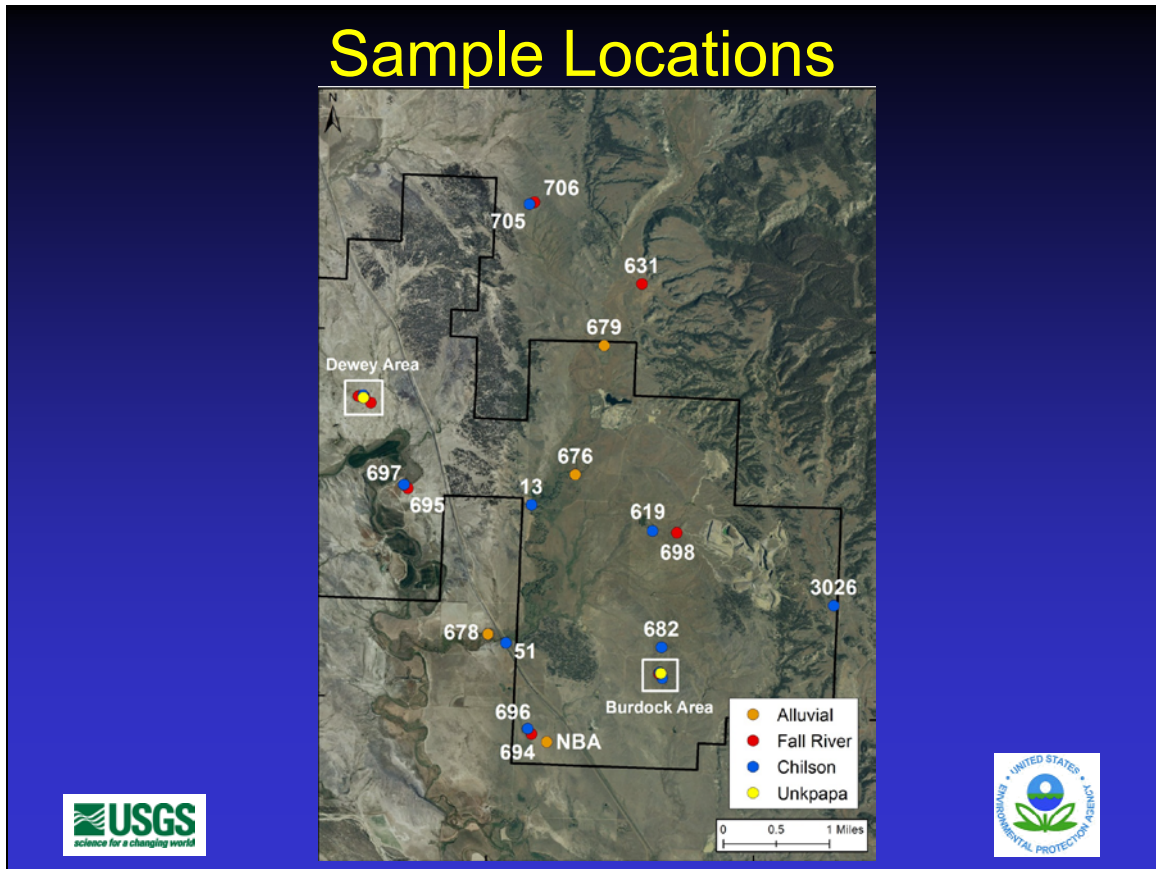 Sample Locations
N
706
705
631
679
Dewey Area
676
697
13
695
619
698
3026
678
682
51
Burdock Area
696
694
NBA
Alluvial
Fall River
Chilson
Unkpapa
0 0.5 1 Miles
USGS
science for a changing world
UNITED STATES
ENVIRONMENTAL PROTECTION AGENCY